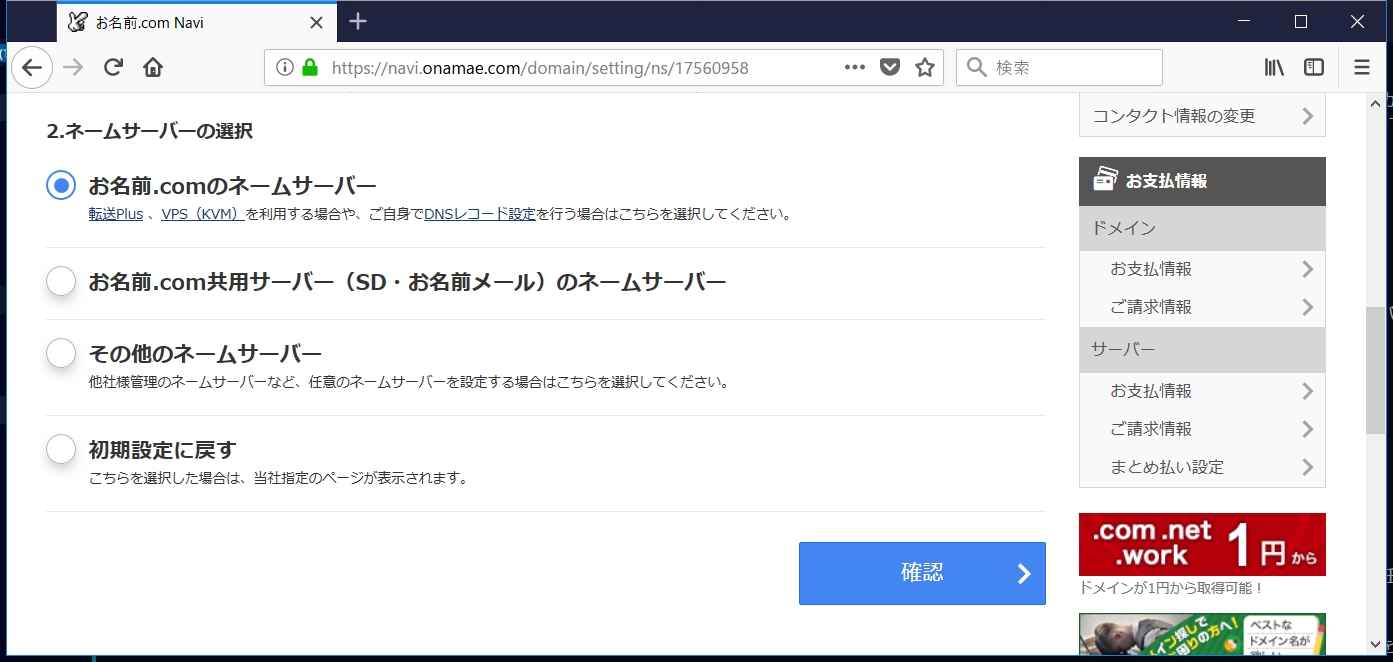 お名前.com Navi
https://navi.onamae.com/domain/setting/ns/17560958
検索
2.ネームサーバーの選択
お名前.comのネームサーバー
転送Plus 、VPS（KVM）を利用する場合や、ご自身でDNSレコード設定を行う場合はこちらを選択してください。
お名前.com共用サーバー（SD・お名前メール）のネームサーバー
その他のネームサーバー
他社様管理のネームサーバーなど、任意のネームサーバーを設定する場合はこちらを選択してください。
初期設定に戻す
こちらを選択した場合は、当社指定のページが表示されます。
確認
コンタクト情報の変更
お支払情報
ドメイン
お支払情報
ご請求情報
サーバー
お支払情報
ご請求情報
まとめ払い設定
.com .net
.work 1円から
ドメインが1円から取得可能！
イン探しで
困りの方へ!
ベストな
ドメイン名が